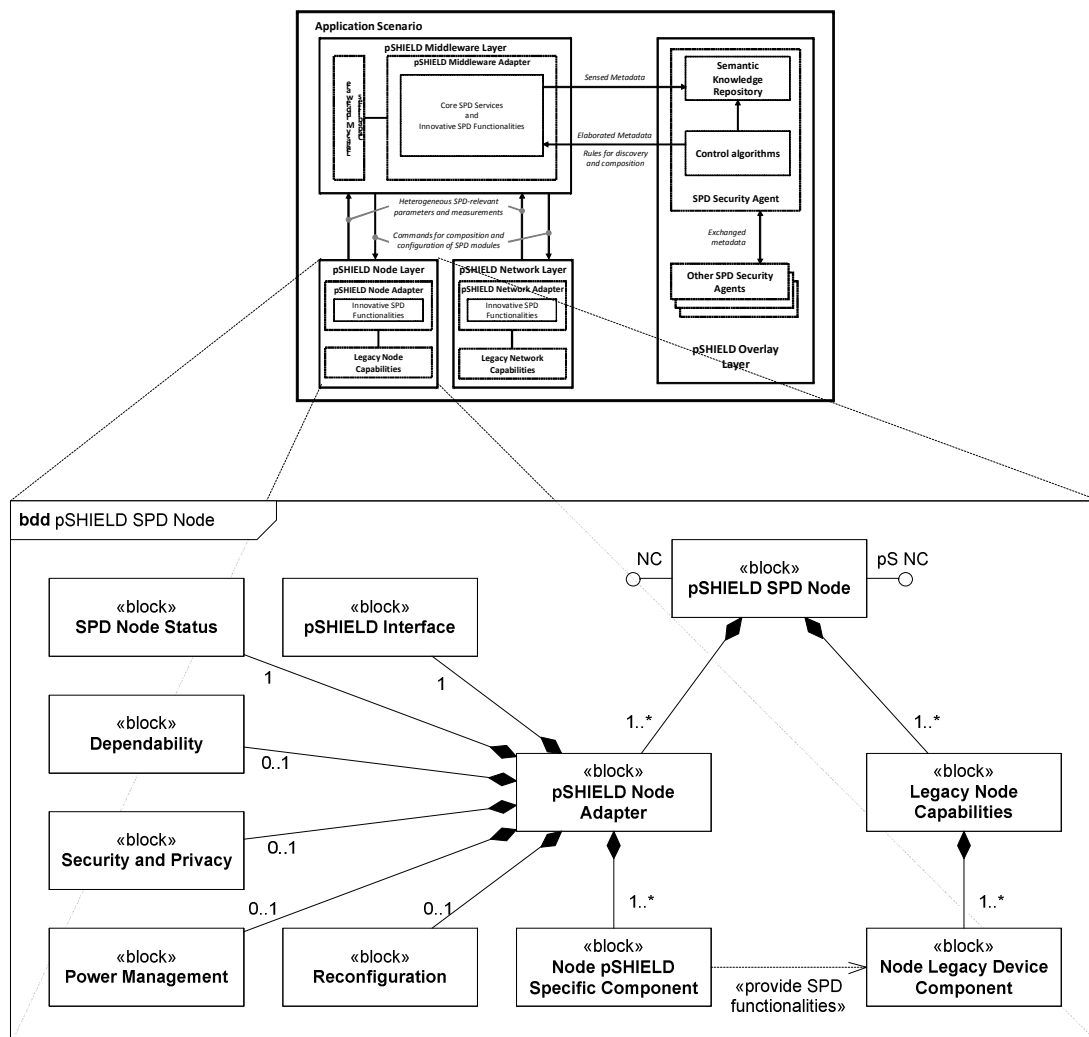 Application Scenario
pSHIELD Middleware Layer
pSHIELD Middleware Adapter
Core SPD Services
and
Innovative SPD Functionalities
Sensed Metadata
Elaborated Metadata
Rules for discovery
and composition
Semantic
Knowledge
Repository
Control algorithms
SPD Security Agent
Exchanged
metadata
Other SPD Security
Agents
pSHIELD Overlay
Layer
Heterogeneous SPD-relevant
parameters and measurements
Commands for composition and
configuration of SPD modules
pSHIELD Node Layer
pSHIELD Node Adapter
Innovative SPD
Functionalities
Legacy Node
Capabilities
pSHIELD Network Layer
pSHIELD Network Adapter
Innovative SPD
Functionalities
Legacy Network
Capabilities
bdd pSHIELD SPD Node
NC
«block»
pSHIELD SPD Node
pS NC
«block»
SPD Node Status
1
«block»
pSHIELD Interface
1
1..*
1..*
«block»
Dependability
0..1
«block»
pSHIELD Node
Adapter
«block»
Legacy Node
Capabilities
«block»
Security and Privacy
0..1
0..1
0..1
1..*
1..*
«block»
Power Management
«block»
Reconfiguration
«block»
Node pSHIELD
Specific Component
«provide SPD
functionalities»
«block»
Node Legacy Device
Component